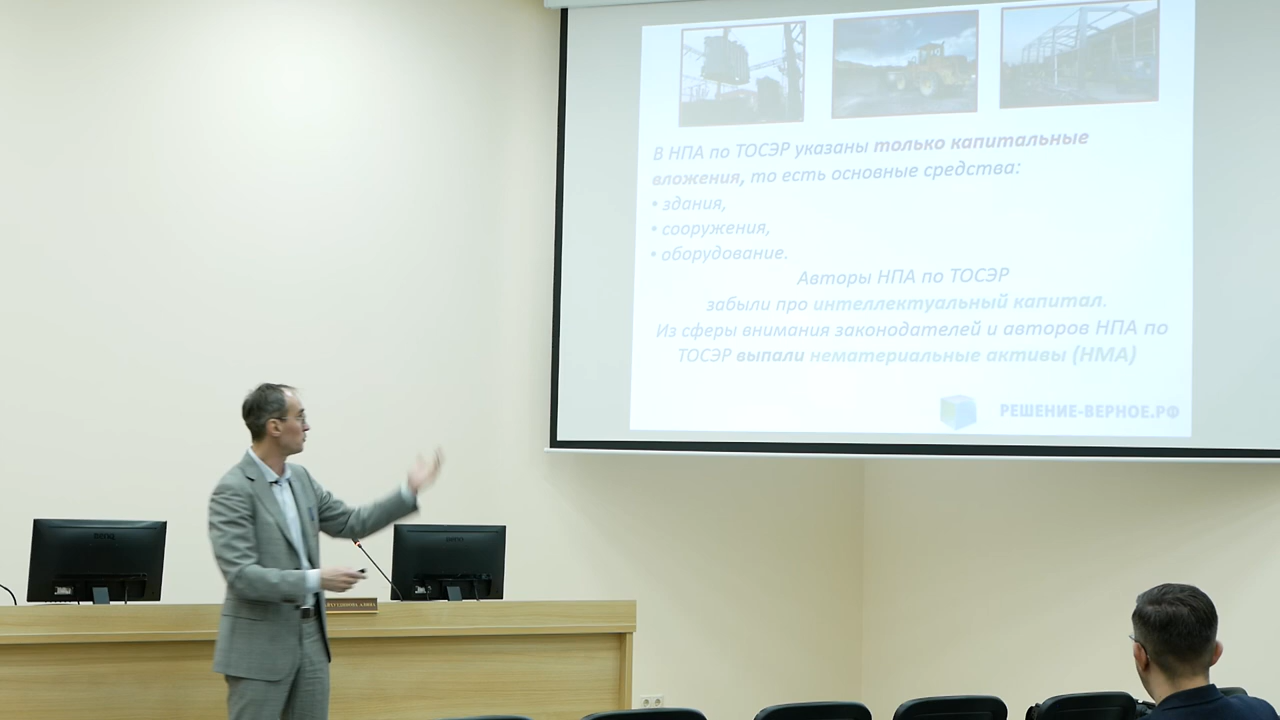 В НПА по ТОСЭР указаны только капитальные
вложения, то есть основные средства:
• здания,
• сооружения,
• оборудование.
Авторы НПА по ТОСЭР
забыли про интеллектуальный капитал.
Из сферы внимания законодателей и авторов НПА по
ТОСЭР выпали нематериальные активы (НМА)
РЕШЕНИЕ-ВЕРНОЕ.РФ